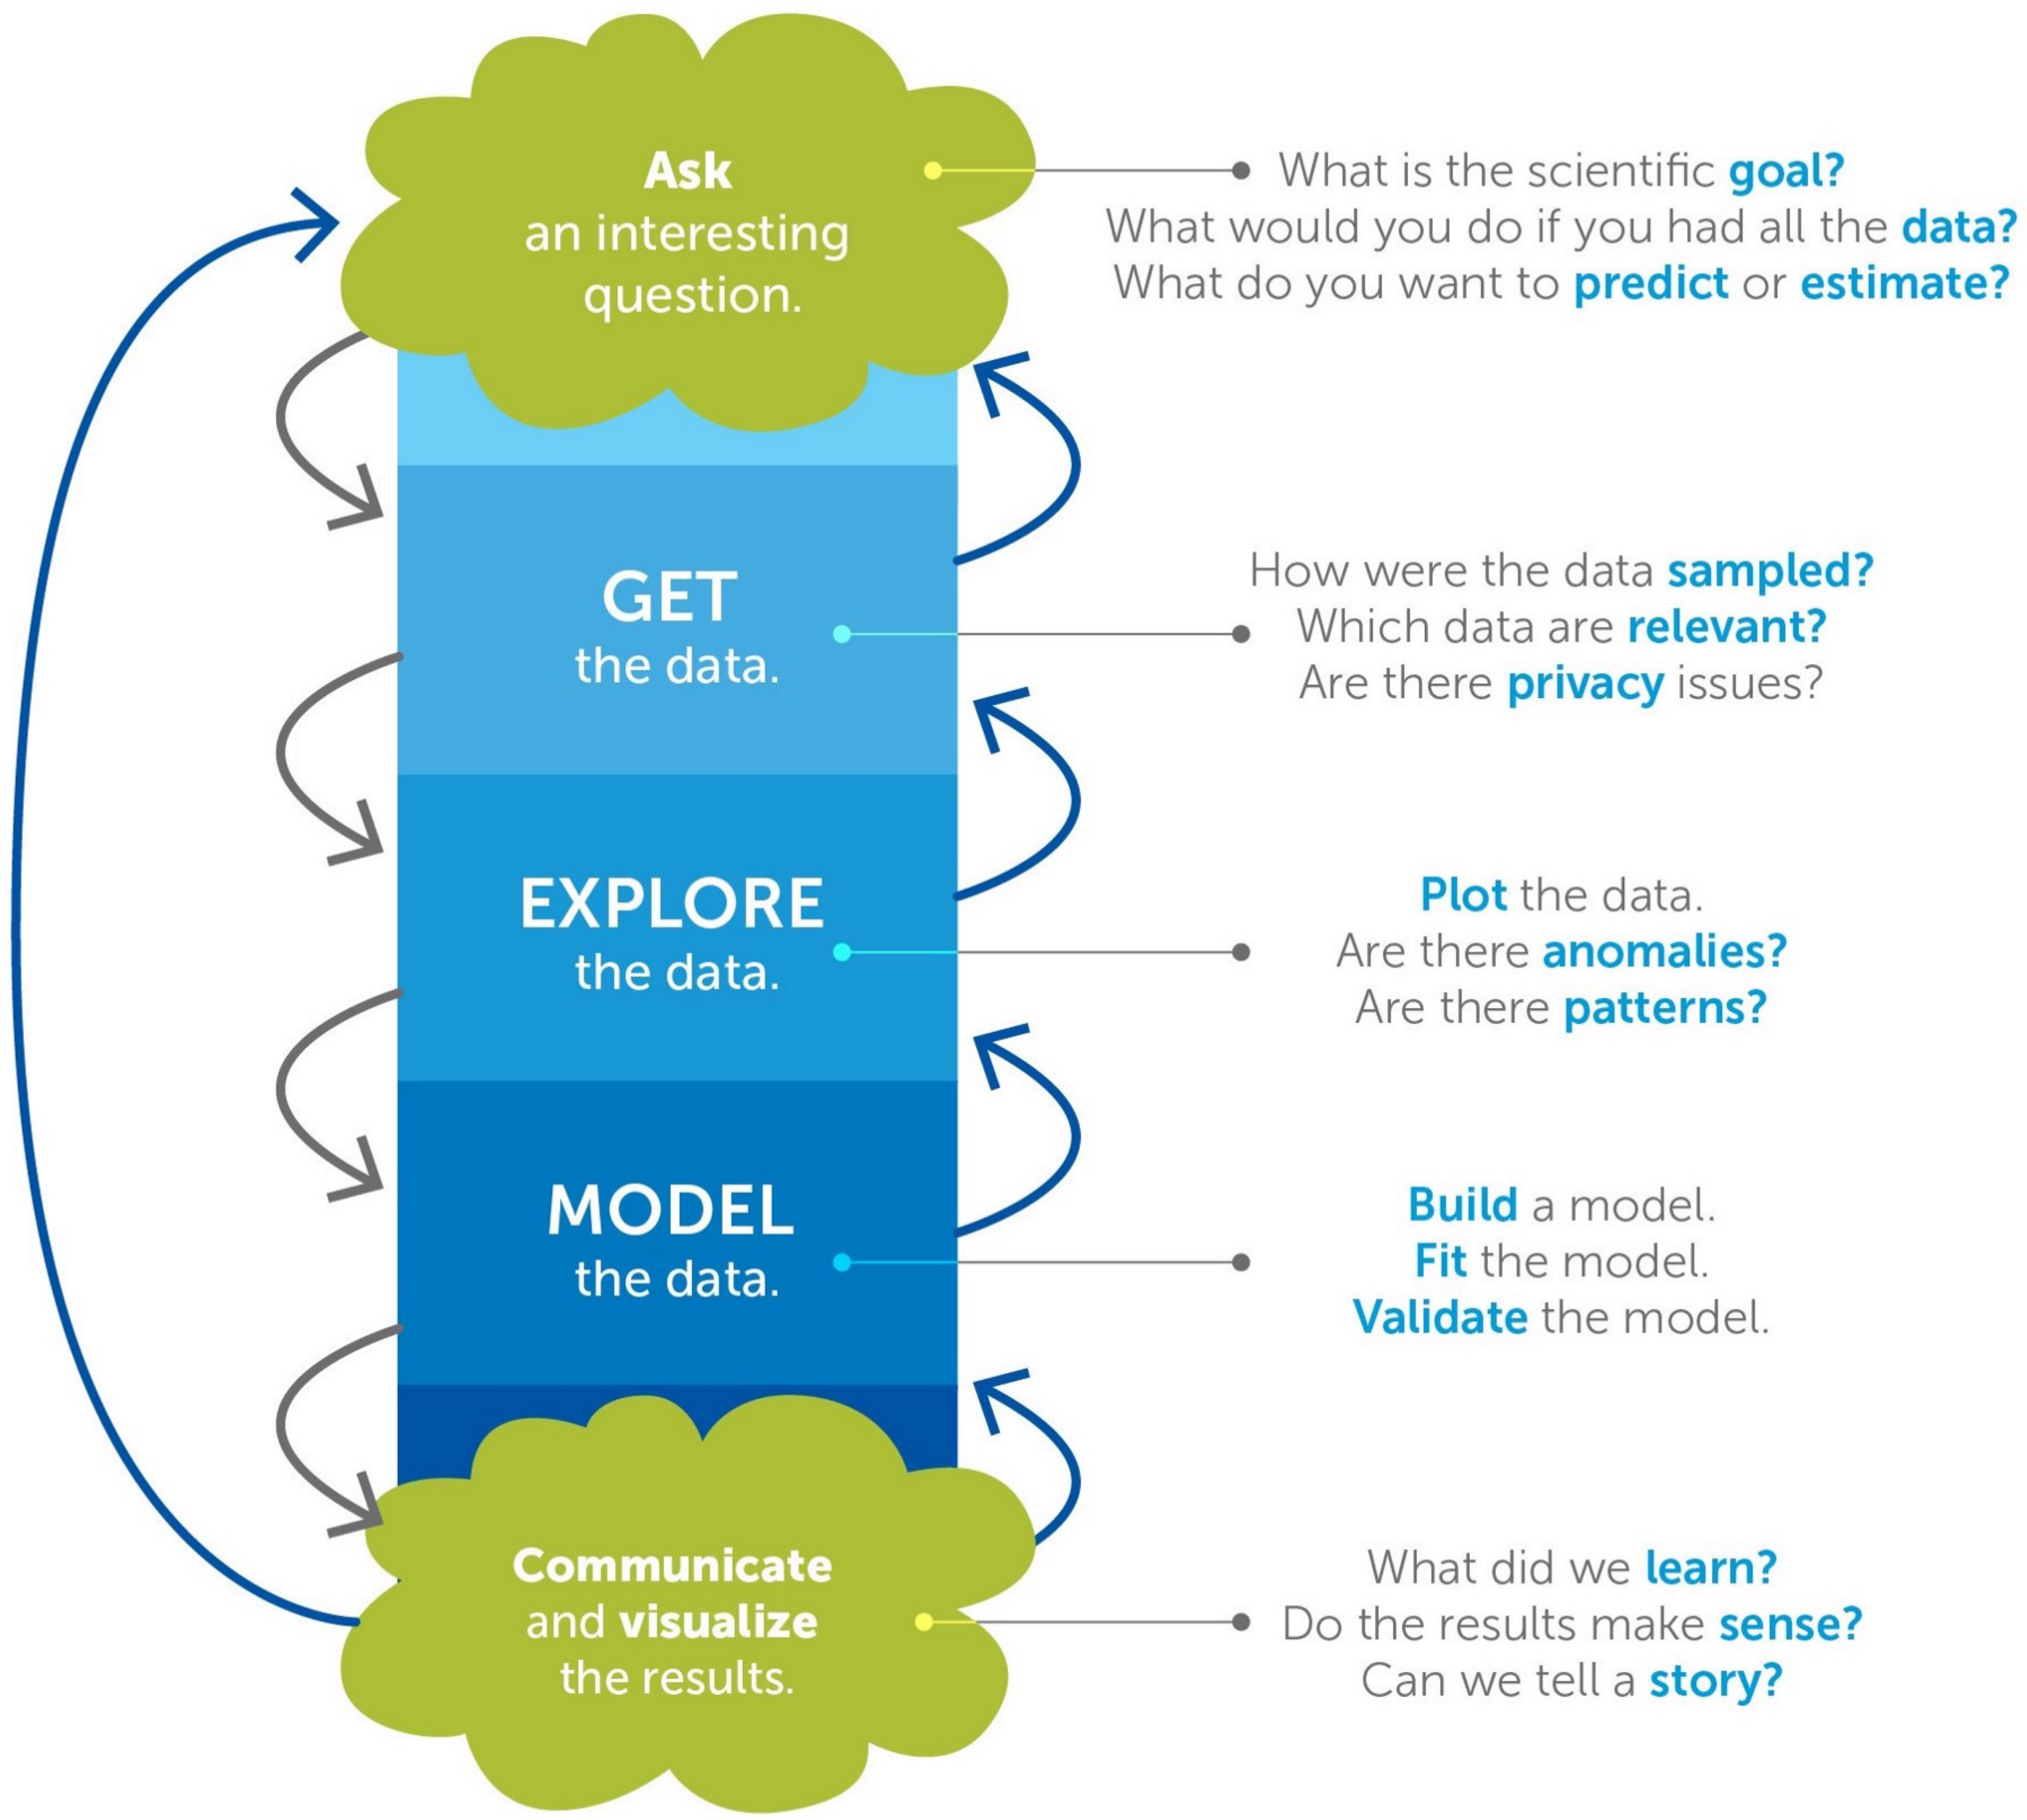 Ask
an interesting
question.
What is the scientific goal?
What would you do if you had all the data?
What do you want to predict or estimate?
GET
the data.
How were the data sampled?
Which data are relevant?
Are there privacy issues?
EXPLORE
the data.
Plot the data.
Are there anomalies?
Are there patterns?
MODEL
the data.
Build a model.
Fit the model.
Validate the model.
Communicate
and visualize
the results.
What did we learn?
Do the results make sense?
Can we tell a story?